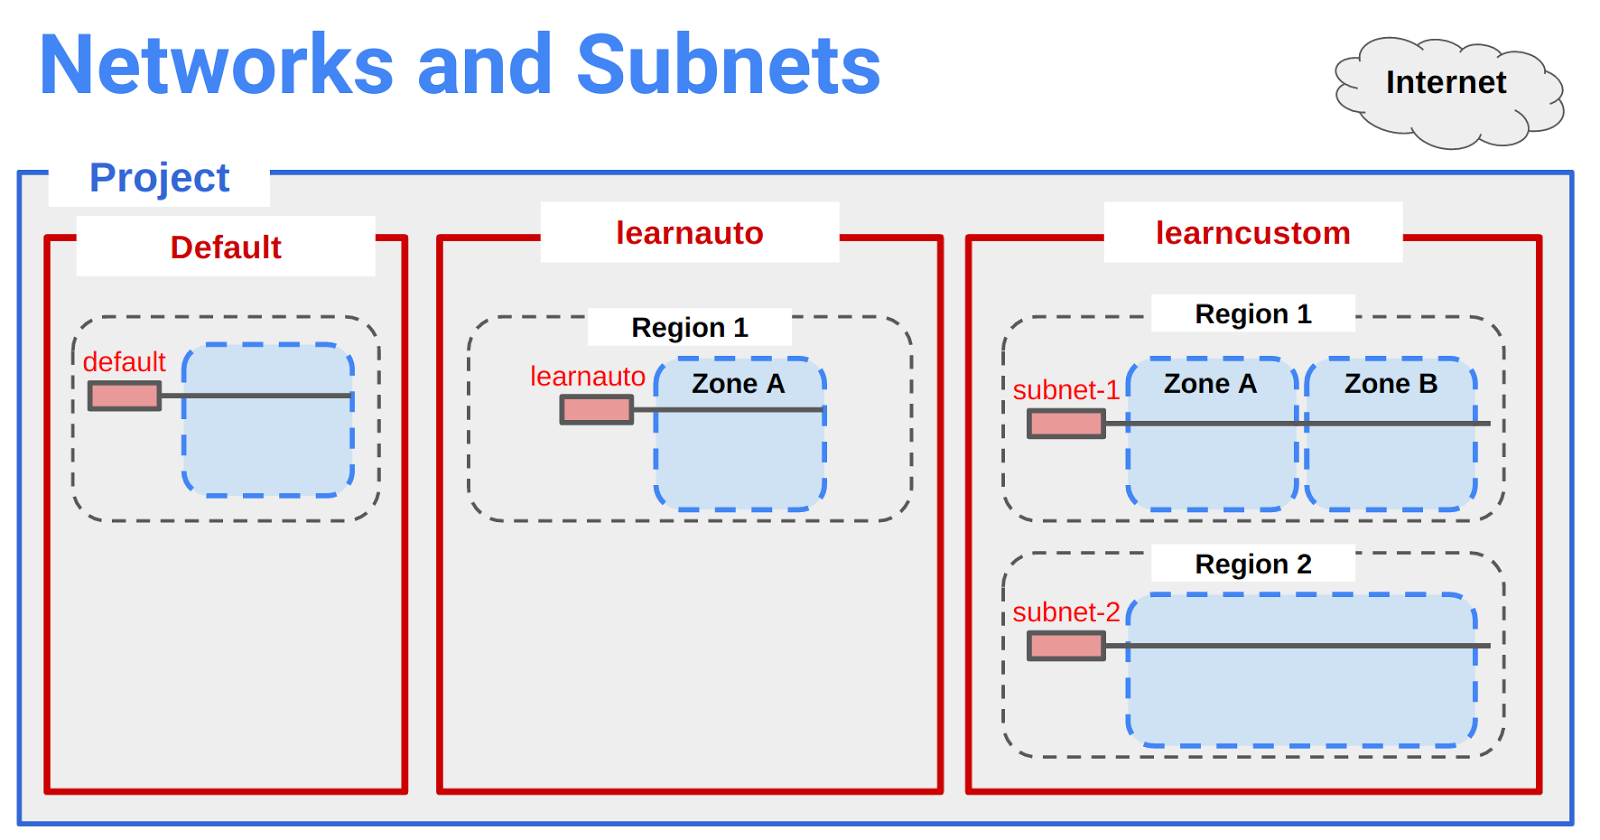 Networks and Subnets
Internet
Project
Default
learnauto
learncustom
default
Region 1
learnauto
Zone A
Region 1
subnet-1
Zone A
Zone B
Region 2
subnet-2